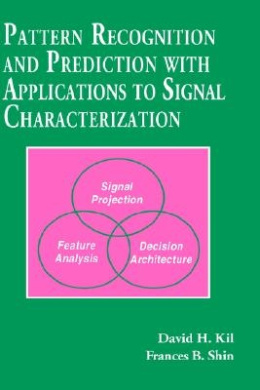 PATTERN RECOGNITION
AND PREDICTION WITH
APPLICATIONS TO SIGNAL
CHARACTERIZATION
Signal
Projection
Feature
Analysis
Decision
Architecture
David H. Kil
Frances B. Shin